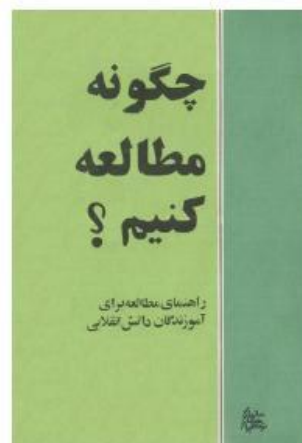 چگونه
مطالعه
کنیم ؟
راهنمای مطالعه برای
آموزندگان دانش انقلابی